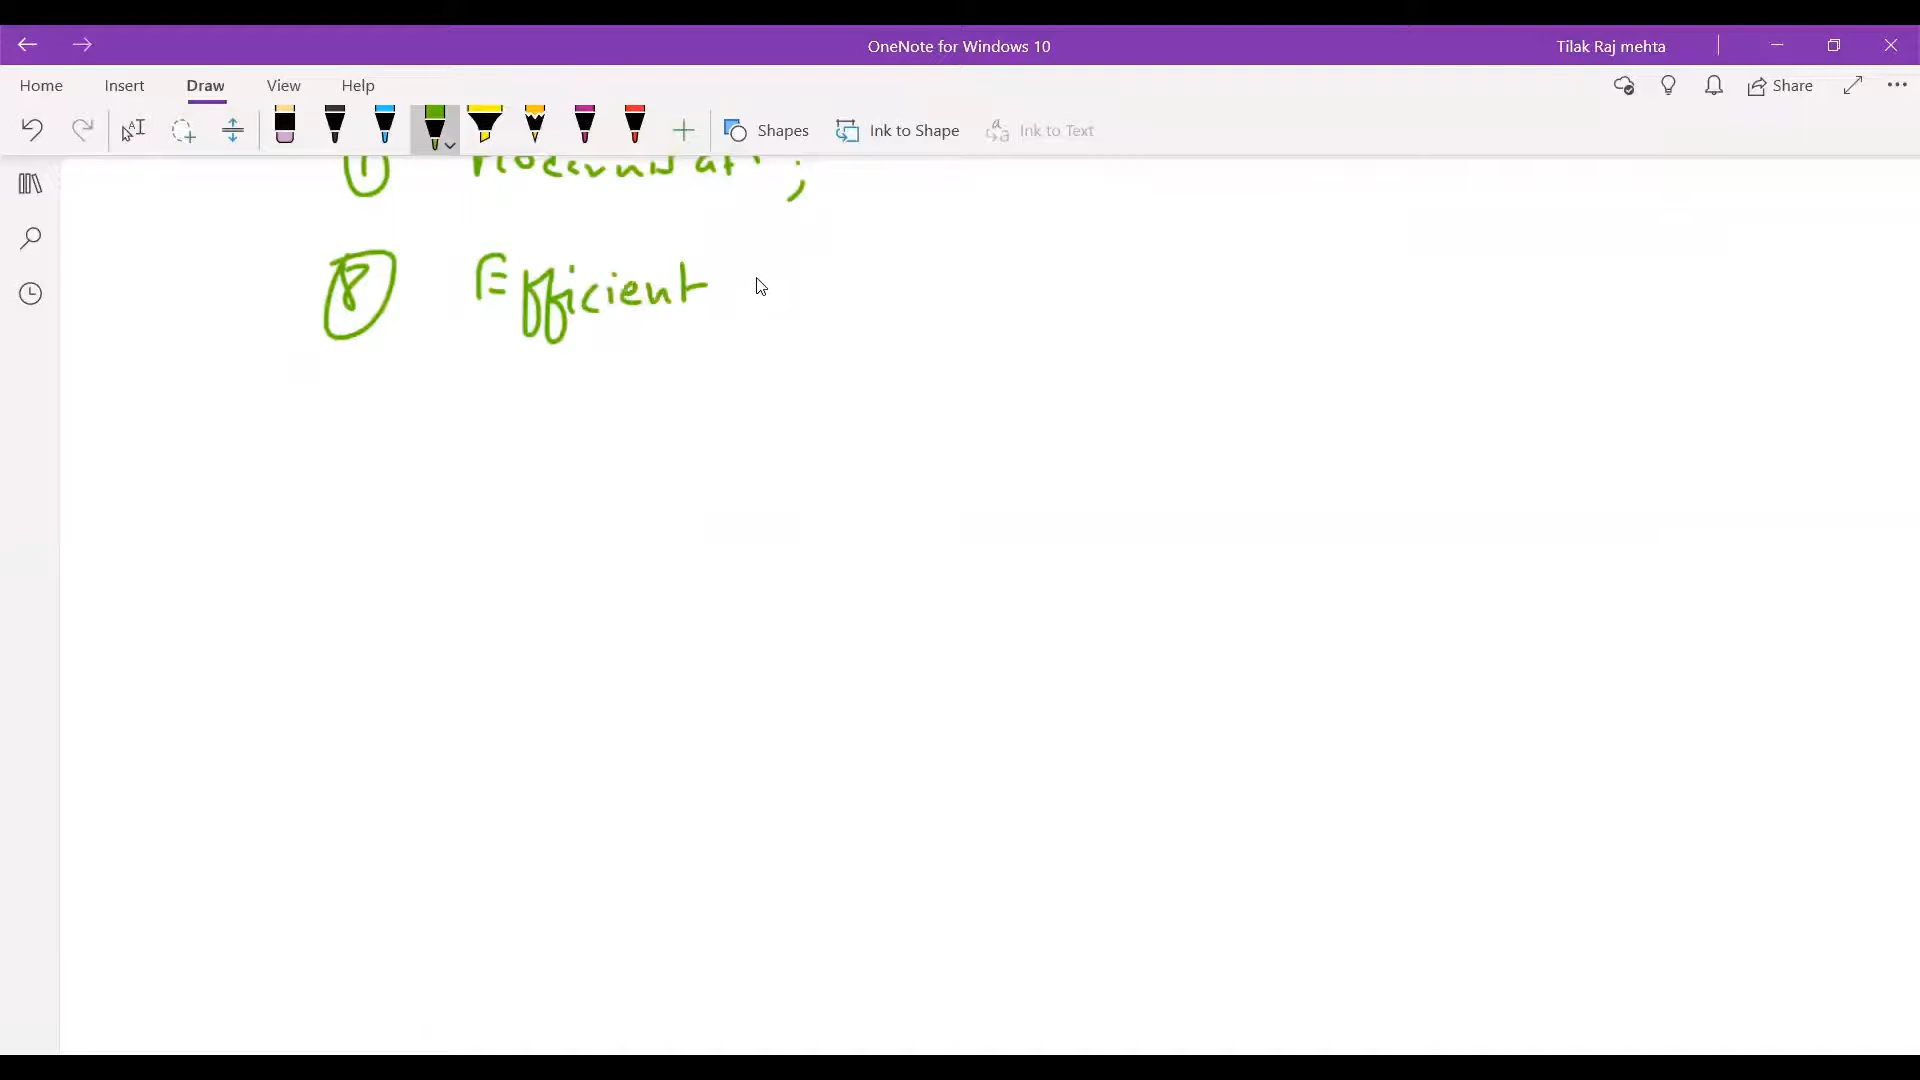 OneNote for Windows 10
Tilak Raj mehta
Home Insert Draw View Help
Share
Shapes
Ink to Shape
Ink to Text
8 Efficient